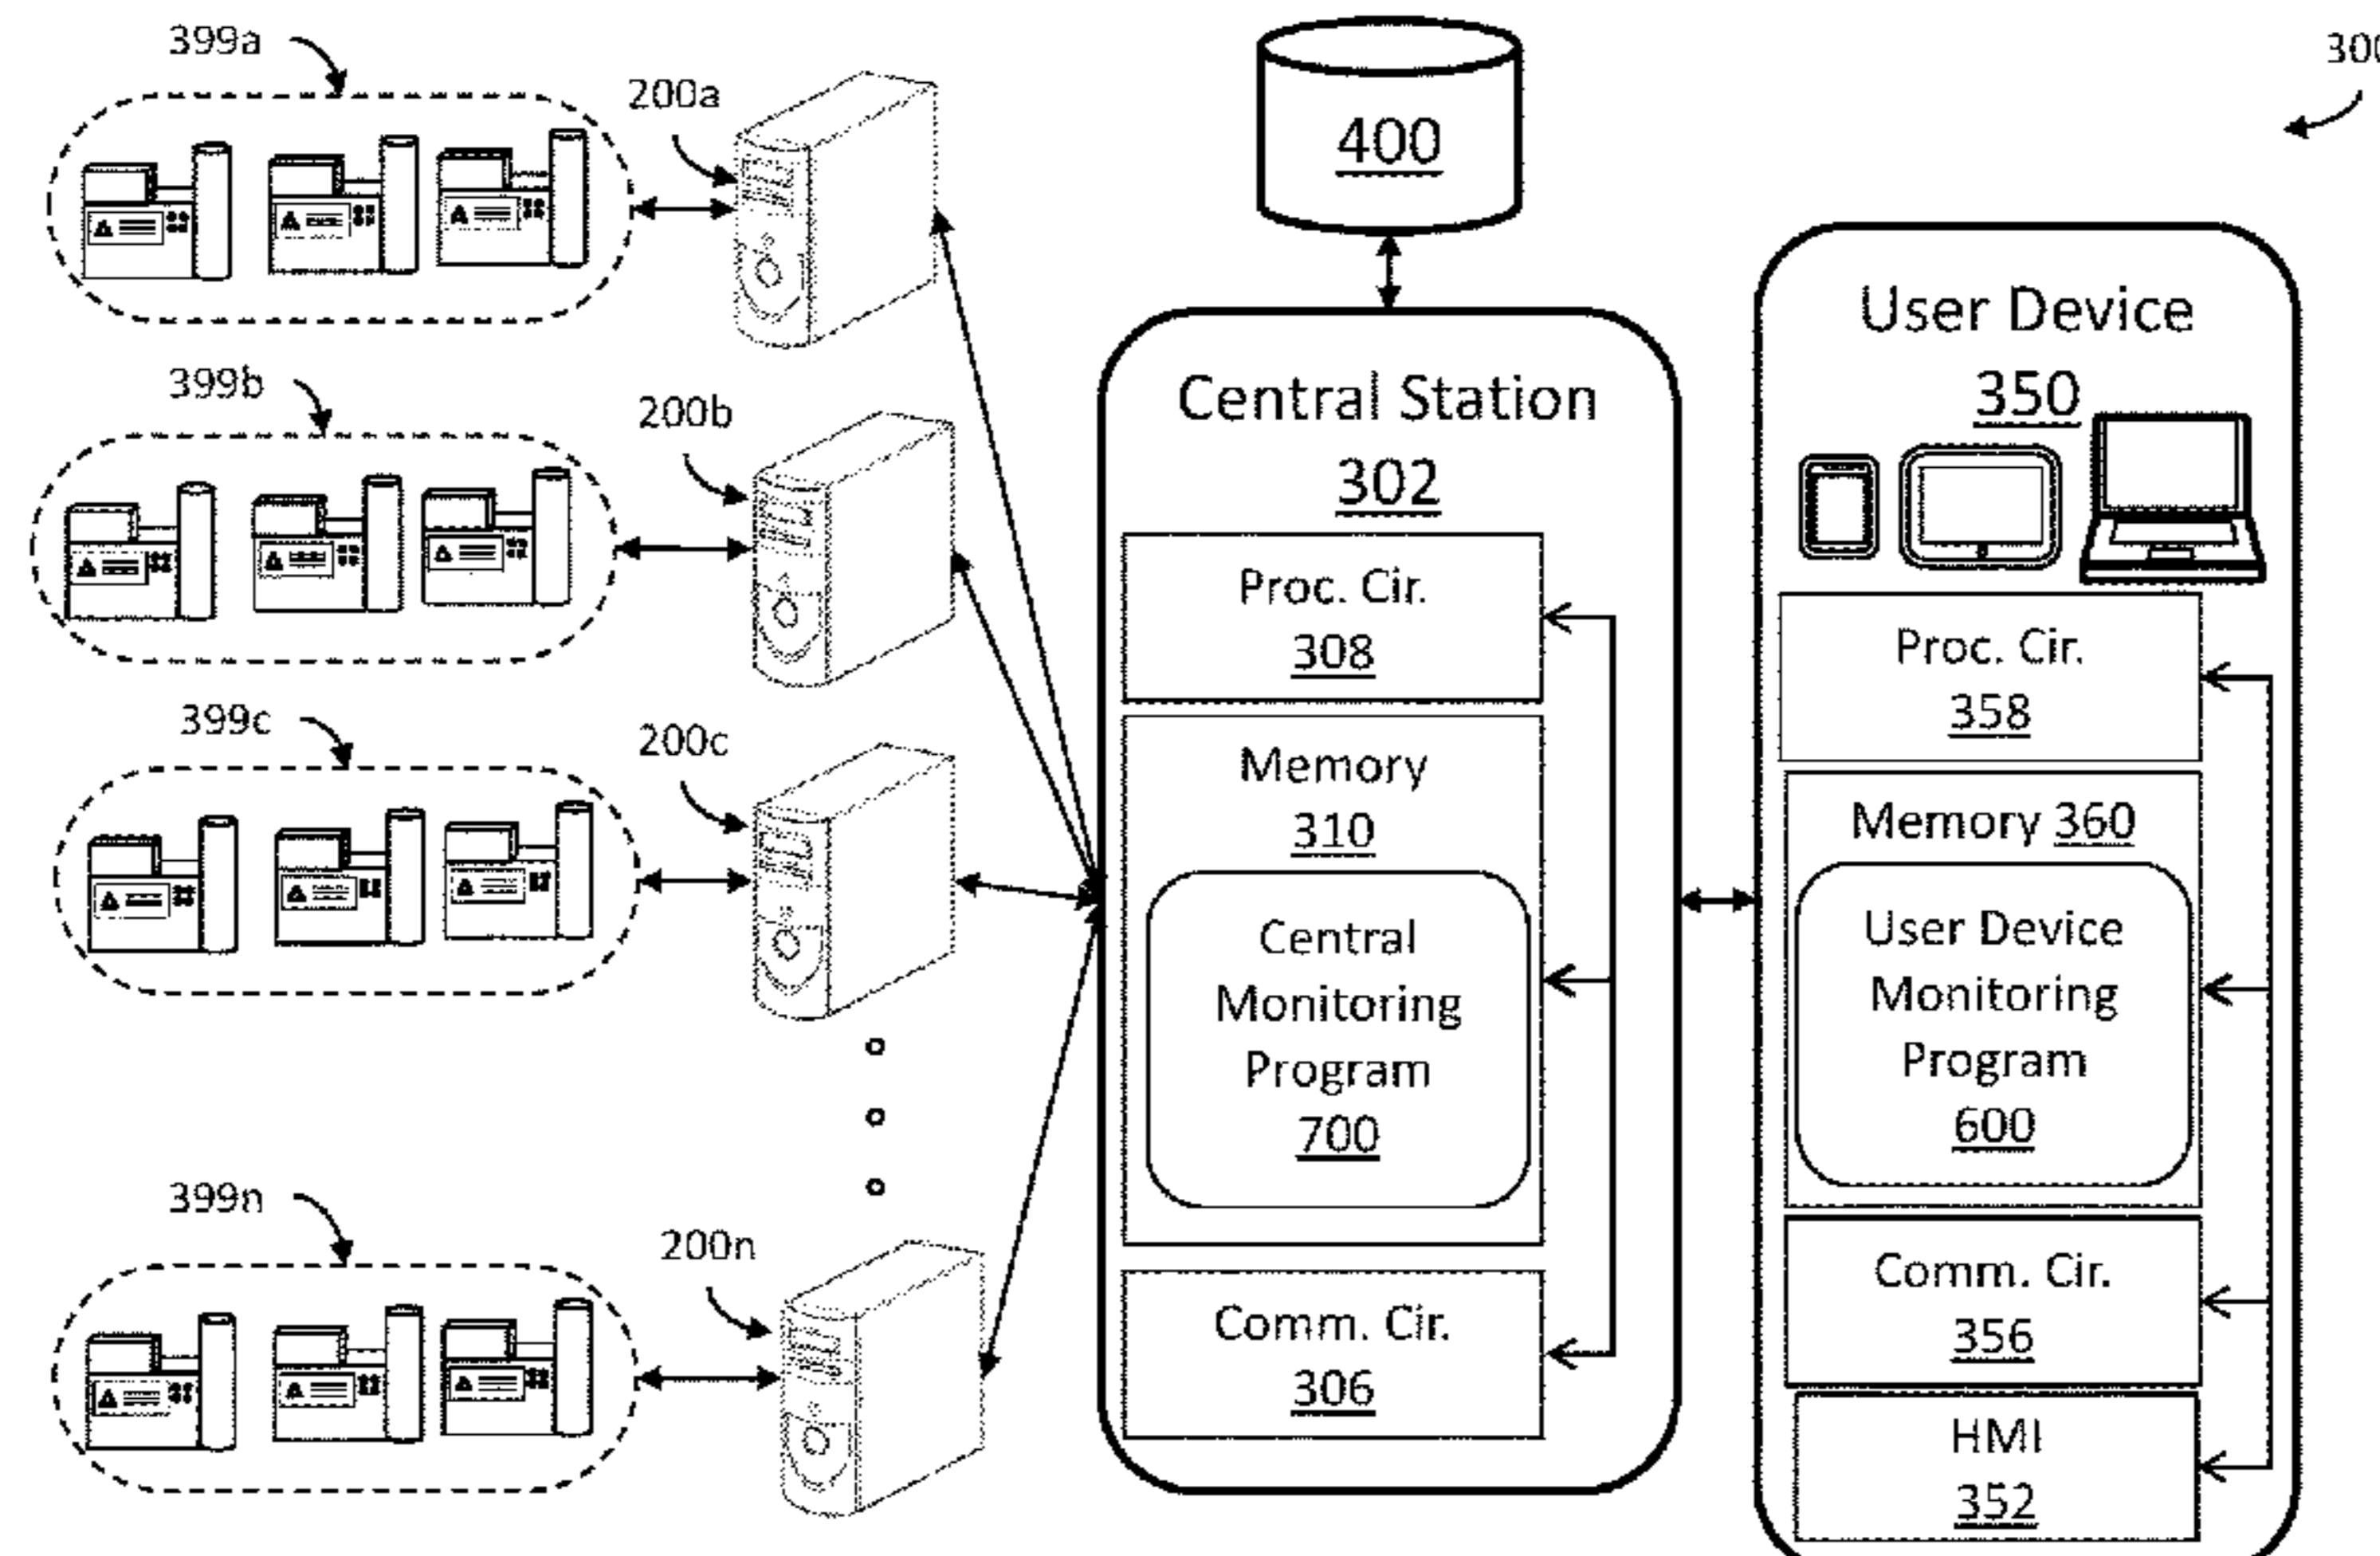 399a
200a
399b
200b
399c
200c
399n
200n
400
Central Station
302
Proc. Cir.
308
Memory
310
Central
Monitoring
Program
700
Comm. Cir.
306
300
User Device
350
Proc. Cir.
358
Memory 360
User Device
Monitoring
Program
600
Comm. Cir.
356
HMI
352